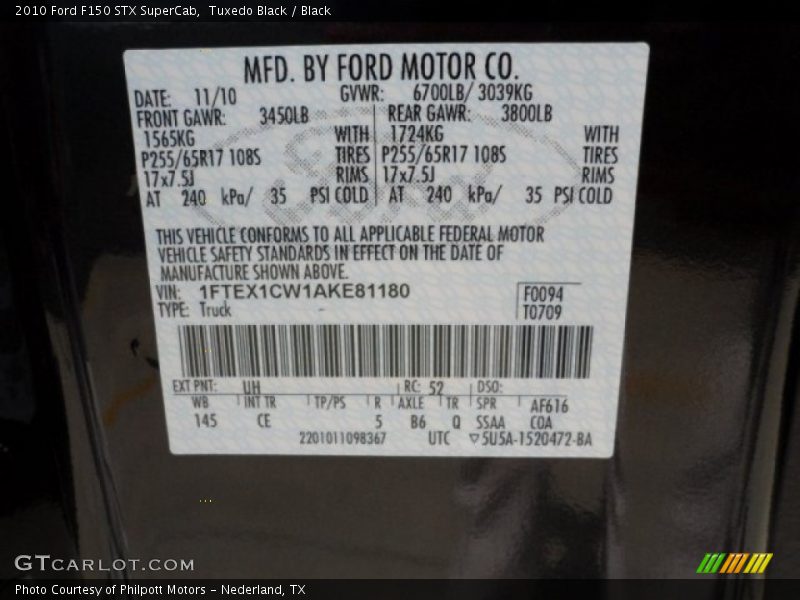 2010 Ford F150 STX SuperCab, Tuxedo Black / Black
MFD. BY FORD MOTOR CO.
DATE: 11/10 GVWR: 6700LB/ 3039KG
FRONT GAWR: 3450LB REAR GAWR: 3800LB
1565KG WITH 1724KG WITH
P255/65R17 108S TIRES P255/65R17 108S TIRES
17x7.5J RIMS 17x7.5J RIMS
AT 240 kPa/ 35 PSI COLD AT 240 kPa/ 35 PSI COLD
THIS VEHICLE CONFORMS TO ALL APPLICABLE FEDERAL MOTOR
VEHICLE SAFETY STANDARDS IN EFFECT ON THE DATE OF
MANUFACTURE SHOWN ABOVE.
VIN: 1FTEX1CW1AKE81180 F0094
TYPE: Truck T0709
EXT PNT: UH RC: 52 DSO:
WB INT TR TP/PS R AXLE TR SPR AF616
145 CE 5 B6 Q SSAA COA
2201011098367 UTC ▽5U5A-1520472-BA
GTCARLOT.COM
Photo Courtesy of Philpott Motors - Nederland, TX